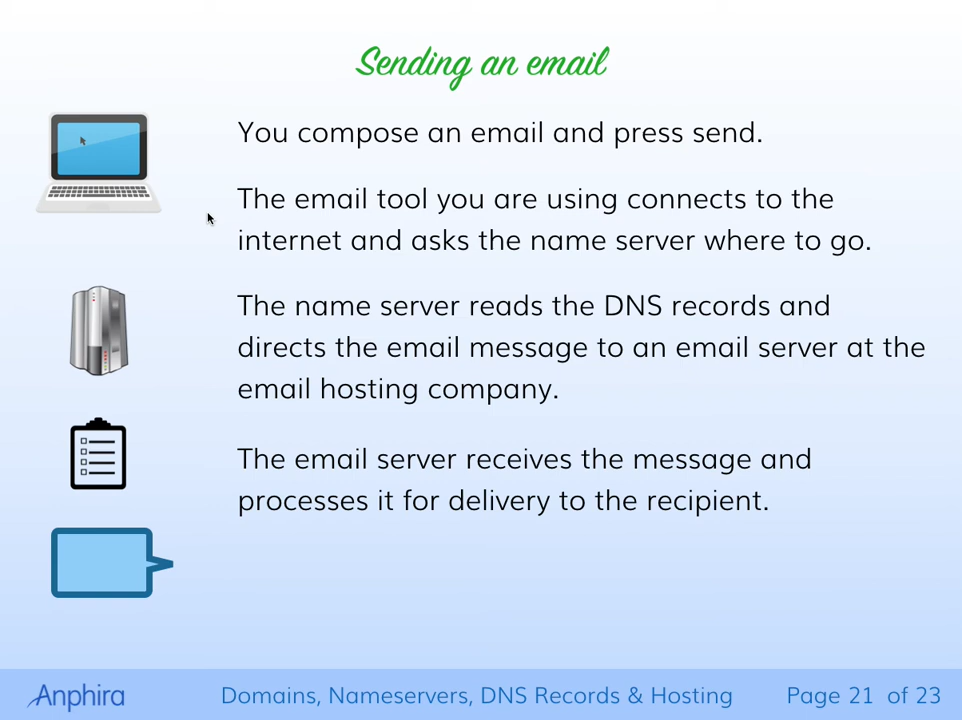 Sending an email
You compose an email and press send.
The email tool you are using connects to the
internet and asks the name server where to go.
The name server reads the DNS records and
directs the email message to an email server at the
email hosting company.
The email server receives the message and
processes it for delivery to the recipient.
Anphira
Domains, Nameservers, DNS Records & Hosting
Page 21 of 23